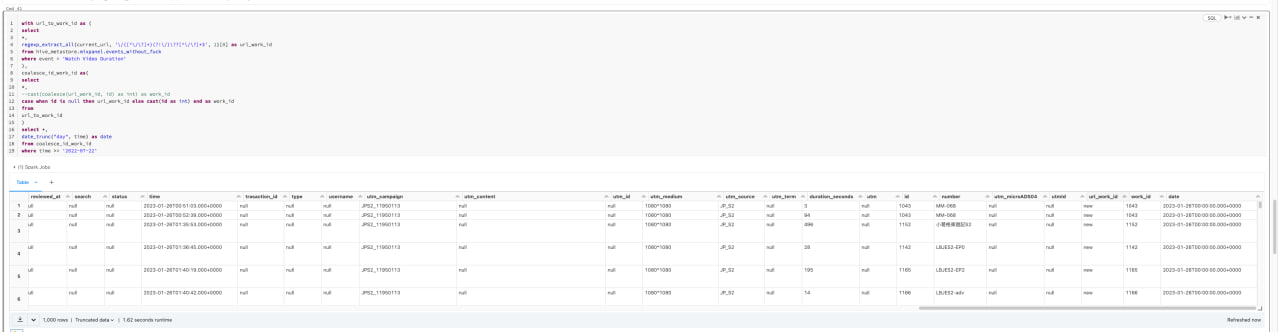 Cmd 41
SQL
1 with url_to_work_id as (
2 select
3 *,
4 regexp_extract_all(current_url, '\/([^\/\?]+)(?!\/)\??[^\/\?]*$', 1)[0] as url_work_id
5 from hive_metastore.mixpanel.events_without_fuck
6 where event = 'Watch Video Duration'
7 ),
8 coalesce_id_work_id as(
9 select
10 *,
11 --cast(coalesce(url_work_id, id) as int) as work_id
12 case when id is null then url_work_id else cast(id as int) end as work_id
13 from
14 url_to_work_id
15 )
16 select *,
17 date_trunc("day", time) as date
18 from coalesce_id_work_id
19 where time >= '2022-07-22'
(1) Spark Jobs
Table
reviewed_at search status time trasaction_id type username utm_campaign utm_content utm_id utm_medium utm_source utm_term duration_seconds utm id number utm_microADS04 utmId url_work_id work_id date
1 ull null null 2023-01-26T00:51:03.000+0000 null null null JPS2_11950113 null null 1080*1080 JP_S2 null 3 null 1043 MM-068 null null new 1043 2023-01-26T00:00:00.000+0000
2 ull null null 2023-01-26T00:52:39.000+0000 null null null JPS2_11950113 null null 1080*1080 JP_S2 null 94 null 1043 MM-068 null null new 1043 2023-01-26T00:00:00.000+0000
3 ull null null 2023-01-26T01:35:53.000+0000 null null null JPS2_11950113 null null 1080*1080 JP_S2 null 496 null 1152 null null new 1152 2023-01-26T00:00:00.000+0000
4 ull null null 2023-01-26T01:36:45.000+0000 null null null JPS2_11950113 null null 1080*1080 JP_S2 null 28 null 1142 LBJES2-EP0 null null new 1142 2023-01-26T00:00:00.000+0000
5 ull null null 2023-01-26T01:40:19.000+0000 null null null JPS2_11950113 null null 1080*1080 JP_S2 null 195 null 1165 LBJES2-EP2 null null new 1165 2023-01-26T00:00:00.000+0000
6 ull null null 2023-01-26T01:40:42.000+0000 null null null JPS2_11950113 null null 1080*1080 JP_S2 null 14 null 1166 LBJES2-adv null null new 1166 2023-01-26T00:00:00.000+0000
1,000 rows | Truncated data | 1.62 seconds runtime
Refreshed now